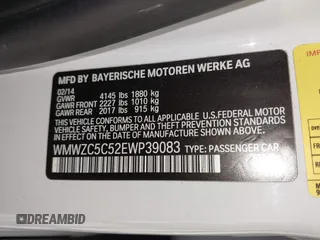 MFD BY BAYERISCHE MOTOREN WERKE AG
02/14
GVWR 4145 lbs 1880 kg
GAWR FRONT 2227 lbs 1010 kg
GAWR REAR 2017 lbs 915 kg
THIS VEHICLE CONFORMS TO ALL APPLICABLE
U.S. FEDERAL MOTOR VEHICLE SAFETY, BUMPER
AND THEFT PREVENTION STANDARDS IN
EFFECT ON THE DATE OF MANUFACTURE
SHOWN ABOVE.
WMWZC5C52EWP39083 TYPE: PASSENGER CAR
DREAMBID